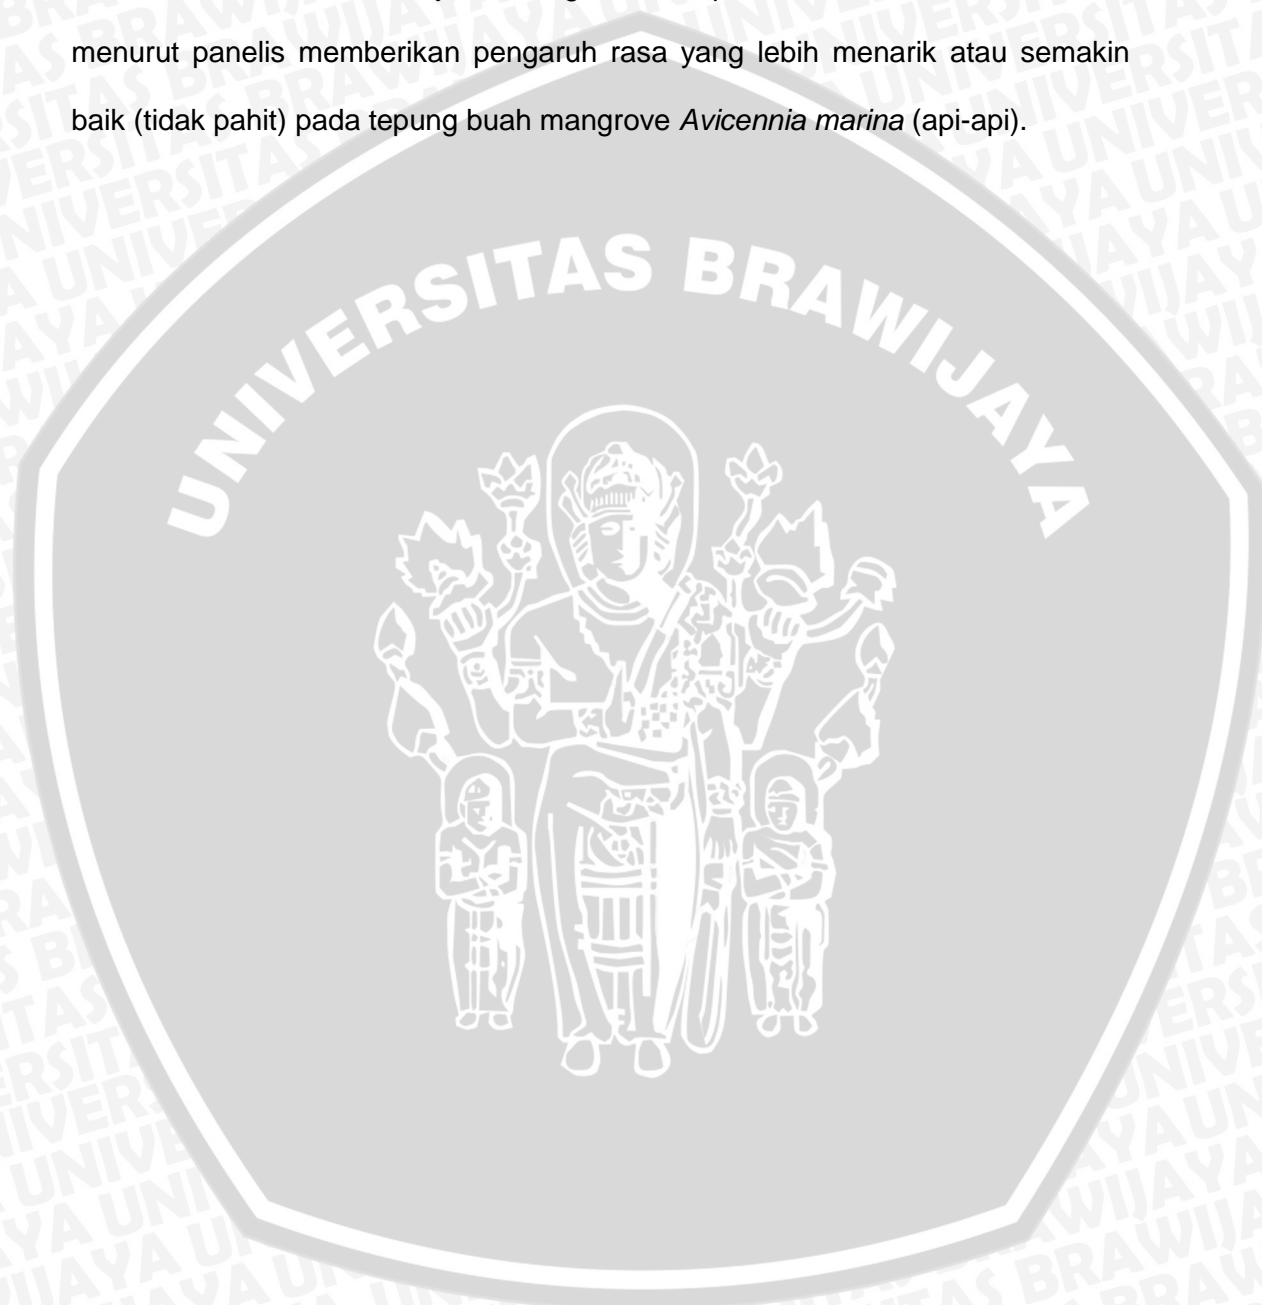 menurut panelis memberikan pengaruh rasa yang lebih menarik atau semakin
baik (tidak pahit) pada tepung buah mangrove Avicennia marina (api-api).
UNIVERSITAS BRAWIJAYA